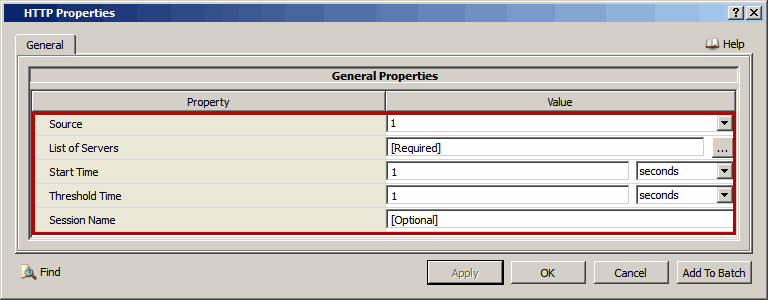 HTTP Properties
General
Help
General Properties
Property Value
Source 1
List of Servers [Required] ...
Start Time 1 seconds
Threshold Time 1 seconds
Session Name [Optional]
Find Apply OK Cancel Add To Batch